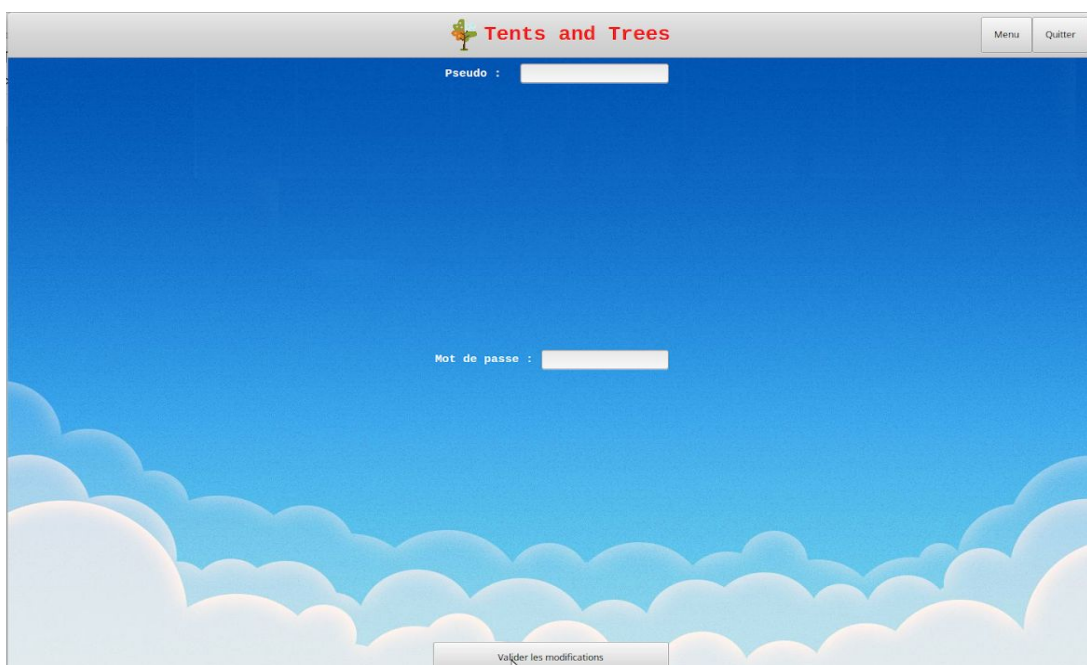 Tents and Trees
Menu
Quitter
Pseudo :
Mot de passe :
Valider les modifications